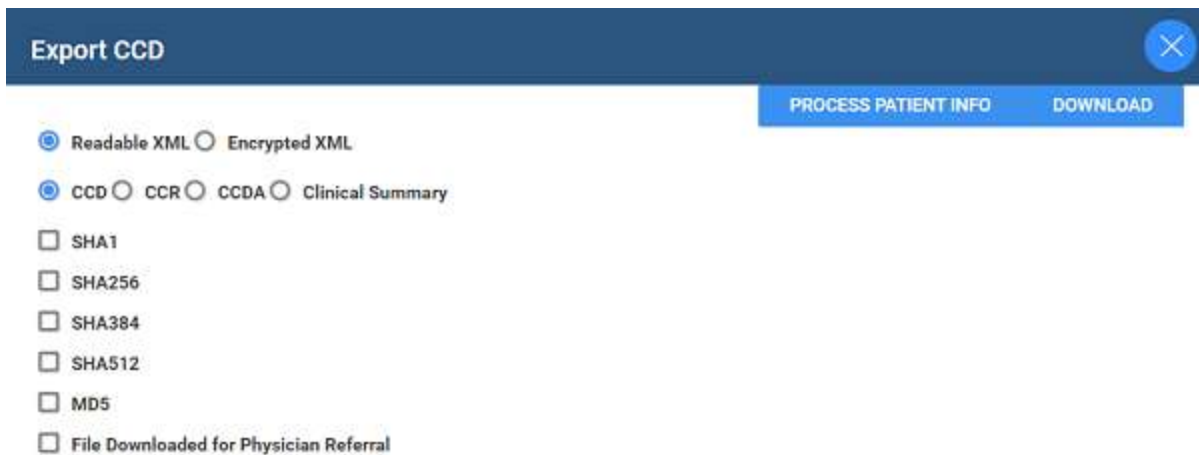 Export CCD
PROCESS PATIENT INFO DOWNLOAD
Readable XML Encrypted XML
CCD CCR CCDA Clinical Summary
SHA1
SHA256
SHA384
SHA512
MD5
File Downloaded for Physician Referral